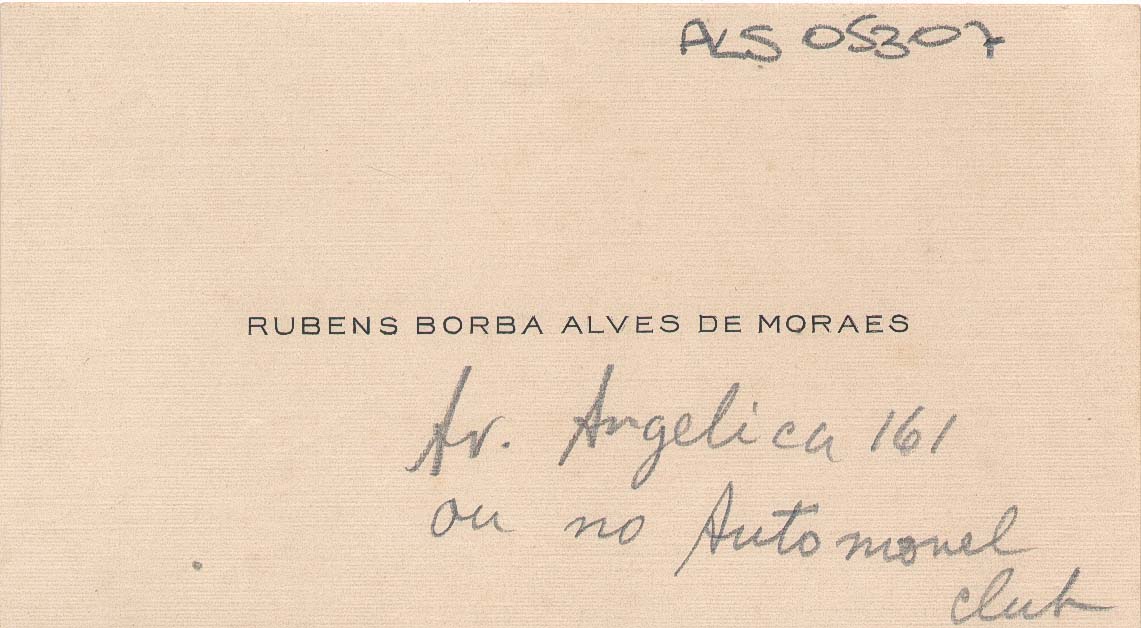 ALS 05307
RUBENS BORBA ALVES DE MORAES
Av. Angelica 161
ou no Automovel
club